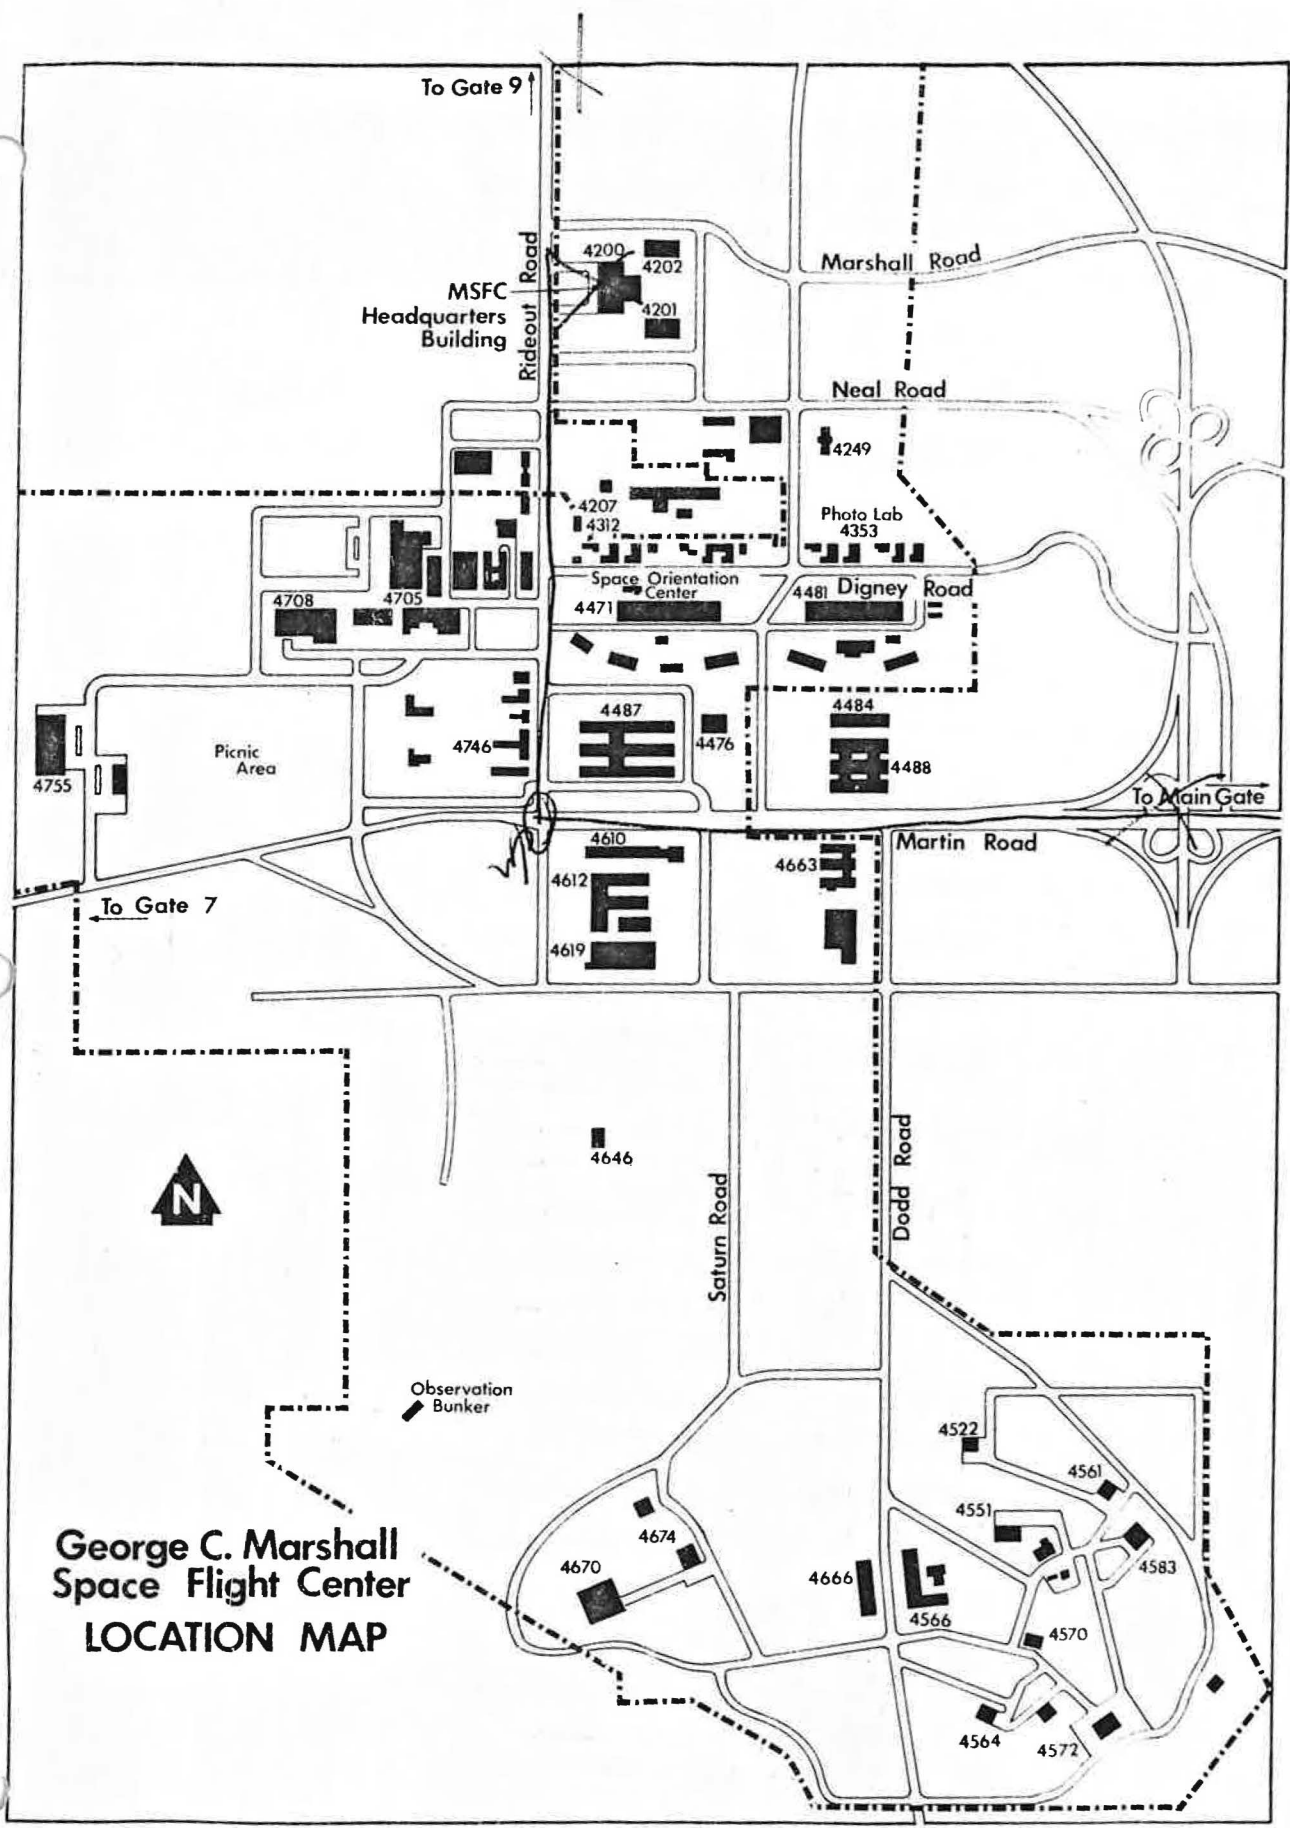 To Gate 9
Rideout Road
4200
4202
MSFC
Headquarters
Building
4201
Marshall Road
Neal Road
4249
4207
4312
Photo Lab
4353
Space Orientation
Center
4471
4481
Digney Road
4708
4705
4487
4484
4476
4746
4488
Picnic
Area
4755
To Main Gate
Martin Road
4610
4612
4663
4619
To Gate 7
4646
N
Saturn Road
Dodd Road
Observation
Bunker
4522
4561
4551
4674
4670
4583
4666
4566
4570
4564
4572
George C. Marshall
Space Flight Center
LOCATION MAP